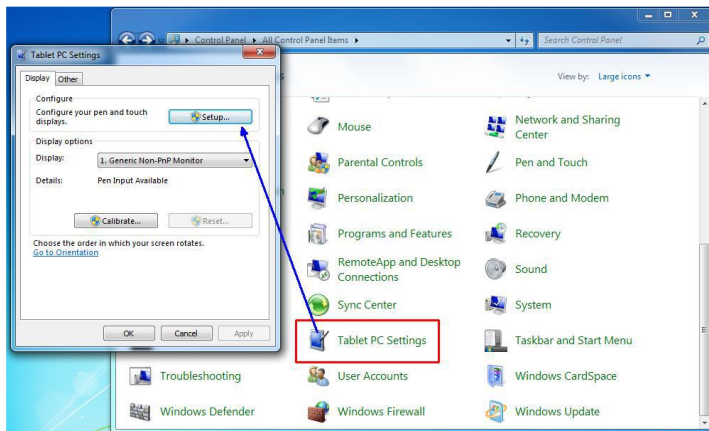 Control Panel All Control Panel Items
Search Control Panel
View by: Large icons
Tablet PC Settings
Display Other
Configure
Configure your pen and touch
displays.
Setup...
Display options
Display: 1. Generic Non-PnP Monitor
Details: Pen Input Available
Calibrate... Reset...
Choose the order in which your screen rotates.
Go to Orientation
OK Cancel Apply
Mouse
Network and Sharing
Center
Parental Controls
Pen and Touch
Personalization
Phone and Modem
Programs and Features
Recovery
RemoteApp and Desktop
Connections
Sound
Sync Center
System
Tablet PC Settings
Taskbar and Start Menu
Troubleshooting
User Accounts
Windows CardSpace
Windows Defender
Windows Firewall
Windows Update